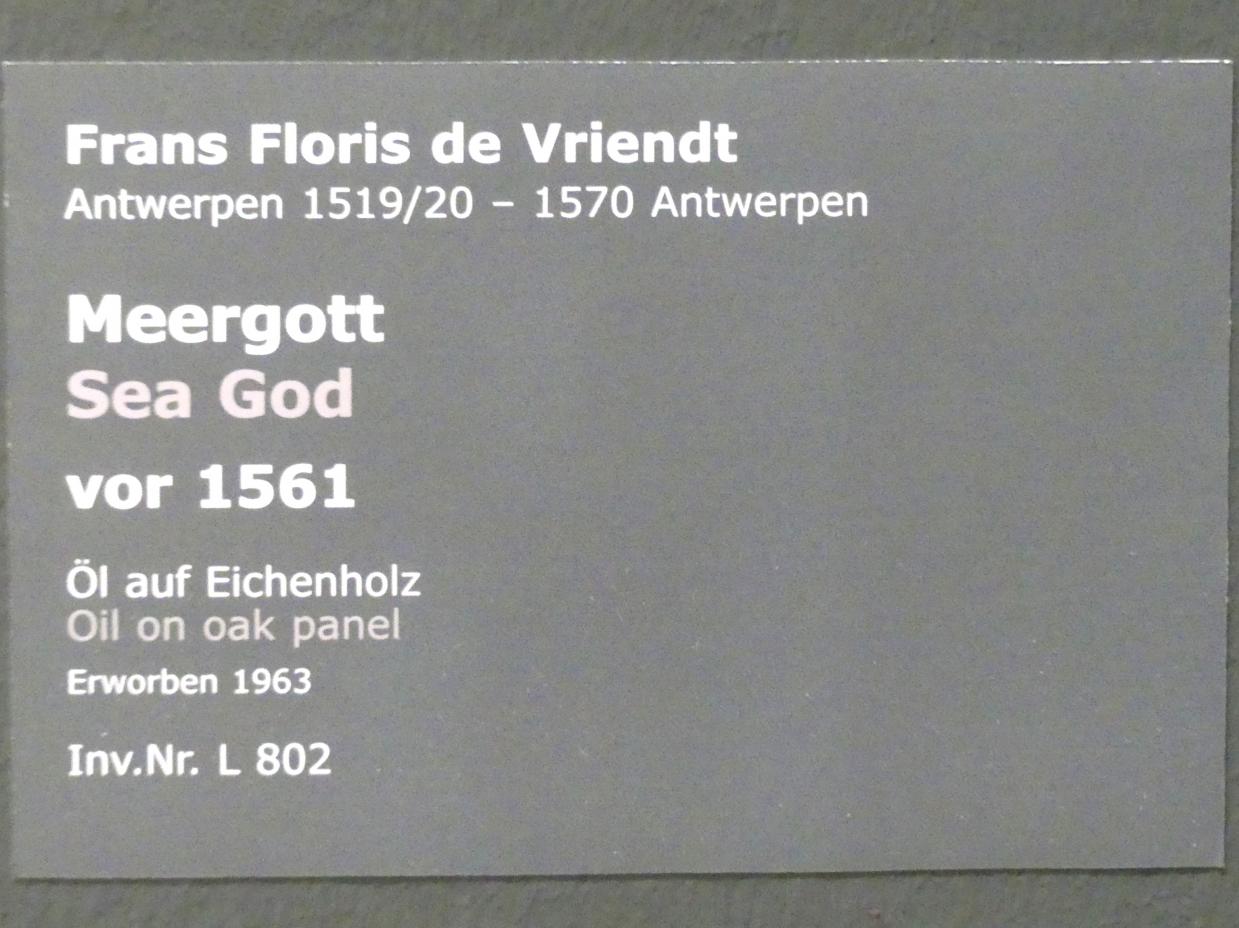 Frans Floris de Vriendt
Antwerpen 1519/20 – 1570 Antwerpen
Meergott
Sea God
vor 1561
Öl auf Eichenholz
Oil on oak panel
Erworben 1963
Inv.Nr. L 802